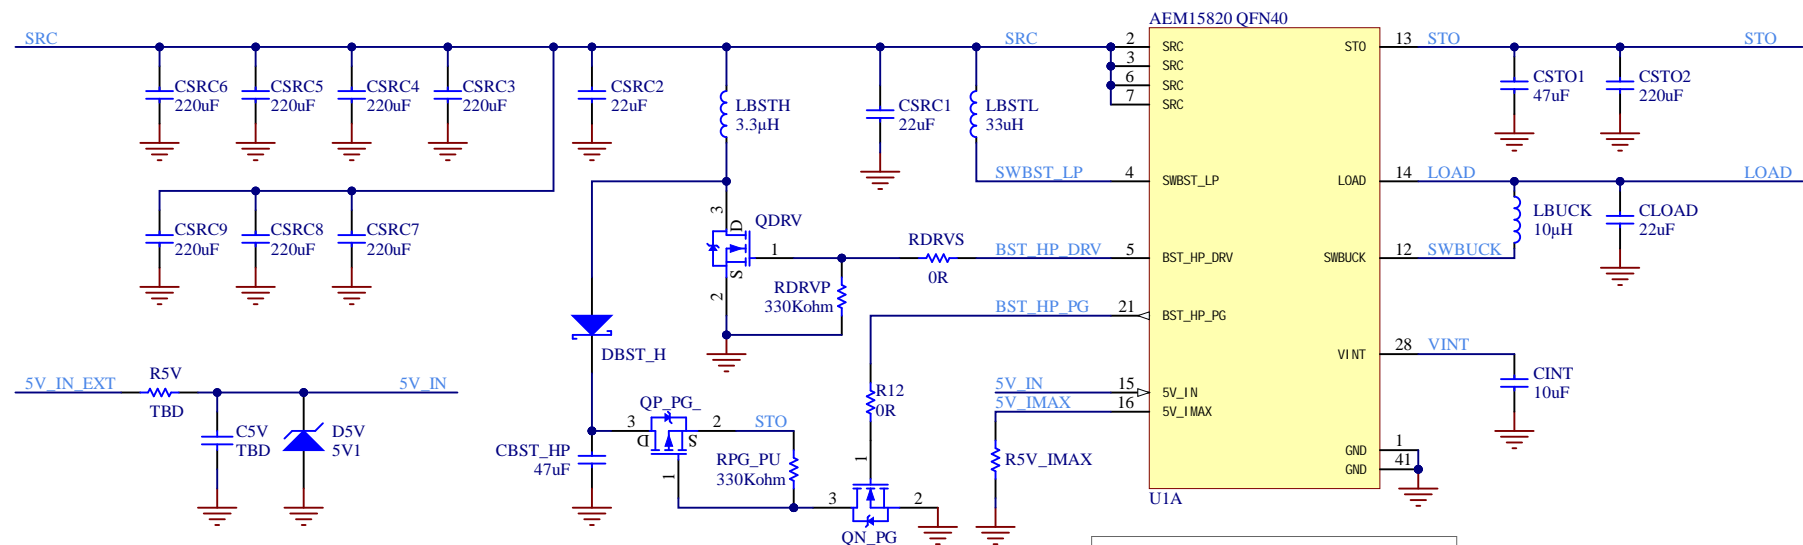 AEM15820 QFN40
SRC
SRC
2
SRC
STO
13
STO
STO
3
SRC
6
SRC
7
SRC
CSRC6
220uF
CSRC5
220uF
CSRC4
220uF
CSRC3
220uF
CSRC2
22uF
LBSTH
3.3µH
CSRC1
22uF
LBSTL
33uH
CSTO1
47uF
CSTO2
220uF
SWBST_LP
4
SWBST_LP
LOAD
14
LOAD
LOAD
CSRC9
220uF
CSRC8
220uF
CSRC7
220uF
3
D
QDRV
1
S
2
RDRVS
0R
RDRVP
330Kohm
BST_HP_DRV
5
BST_HP_DRV
SWBUCK
12
SWBUCK
LBUCK
10µH
CLOAD
22uF
BST_HP_PG
21
BST_HP_PG
DBST_H
VINT
28
VINT
CINT
10uF
5V_IN_EXT
R5V
TBD
5V_IN
C5V
TBD
D5V
5V1
R12
0R
5V_IN
15
5V_IN
5V_IMAX
16
5V_IMAX
QP_PG_
3
D
S
2
STO
1
CBST_HP
47uF
RPG_PU
330Kohm
1
3
2
QN_PG
R5V_IMAX
GND
1
GND
41
U1A